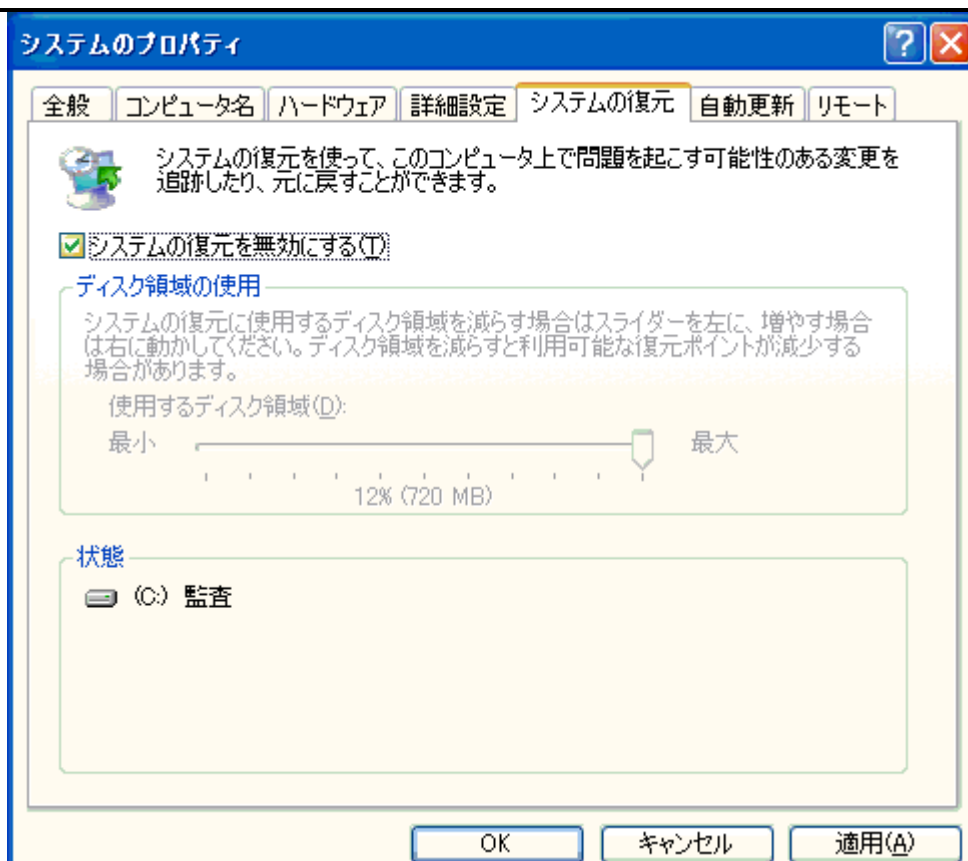 システムのプロパティ
全般 コンピュータ名 ハードウェア 詳細設定 システムの復元 自動更新 リモート
システムの復元を使って、このコンピュータ上で問題を起こす可能性のある変更を
追跡したり、元に戻すことができます。
システムの復元を無効にする(T)
ディスク領域の使用
システムの復元に使用するディスク領域を減らす場合はスライダーを左に、増やす場合
は右に動かしてください。ディスク領域を減らすと利用可能な復元ポイントが減少する
場合があります。
使用するディスク領域(D):
最小 最大
12% (720 MB)
状態
(C:) 監査
OK キャンセル 適用(A)